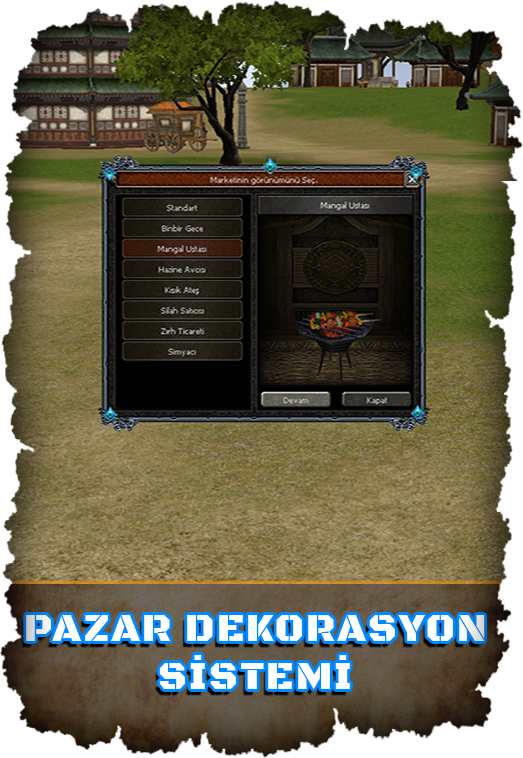 Marketinin görünümünü Seç.
Standart
Binbir Gece
Mangal Ustası
Hazine Avcısı
Kısık Ateş
Silah Satıcısı
Zırh Ticareti
Simyacı
Mangal Ustası
Devam
Kapat
PAZAR DEKORASYON
SİSTEMİ